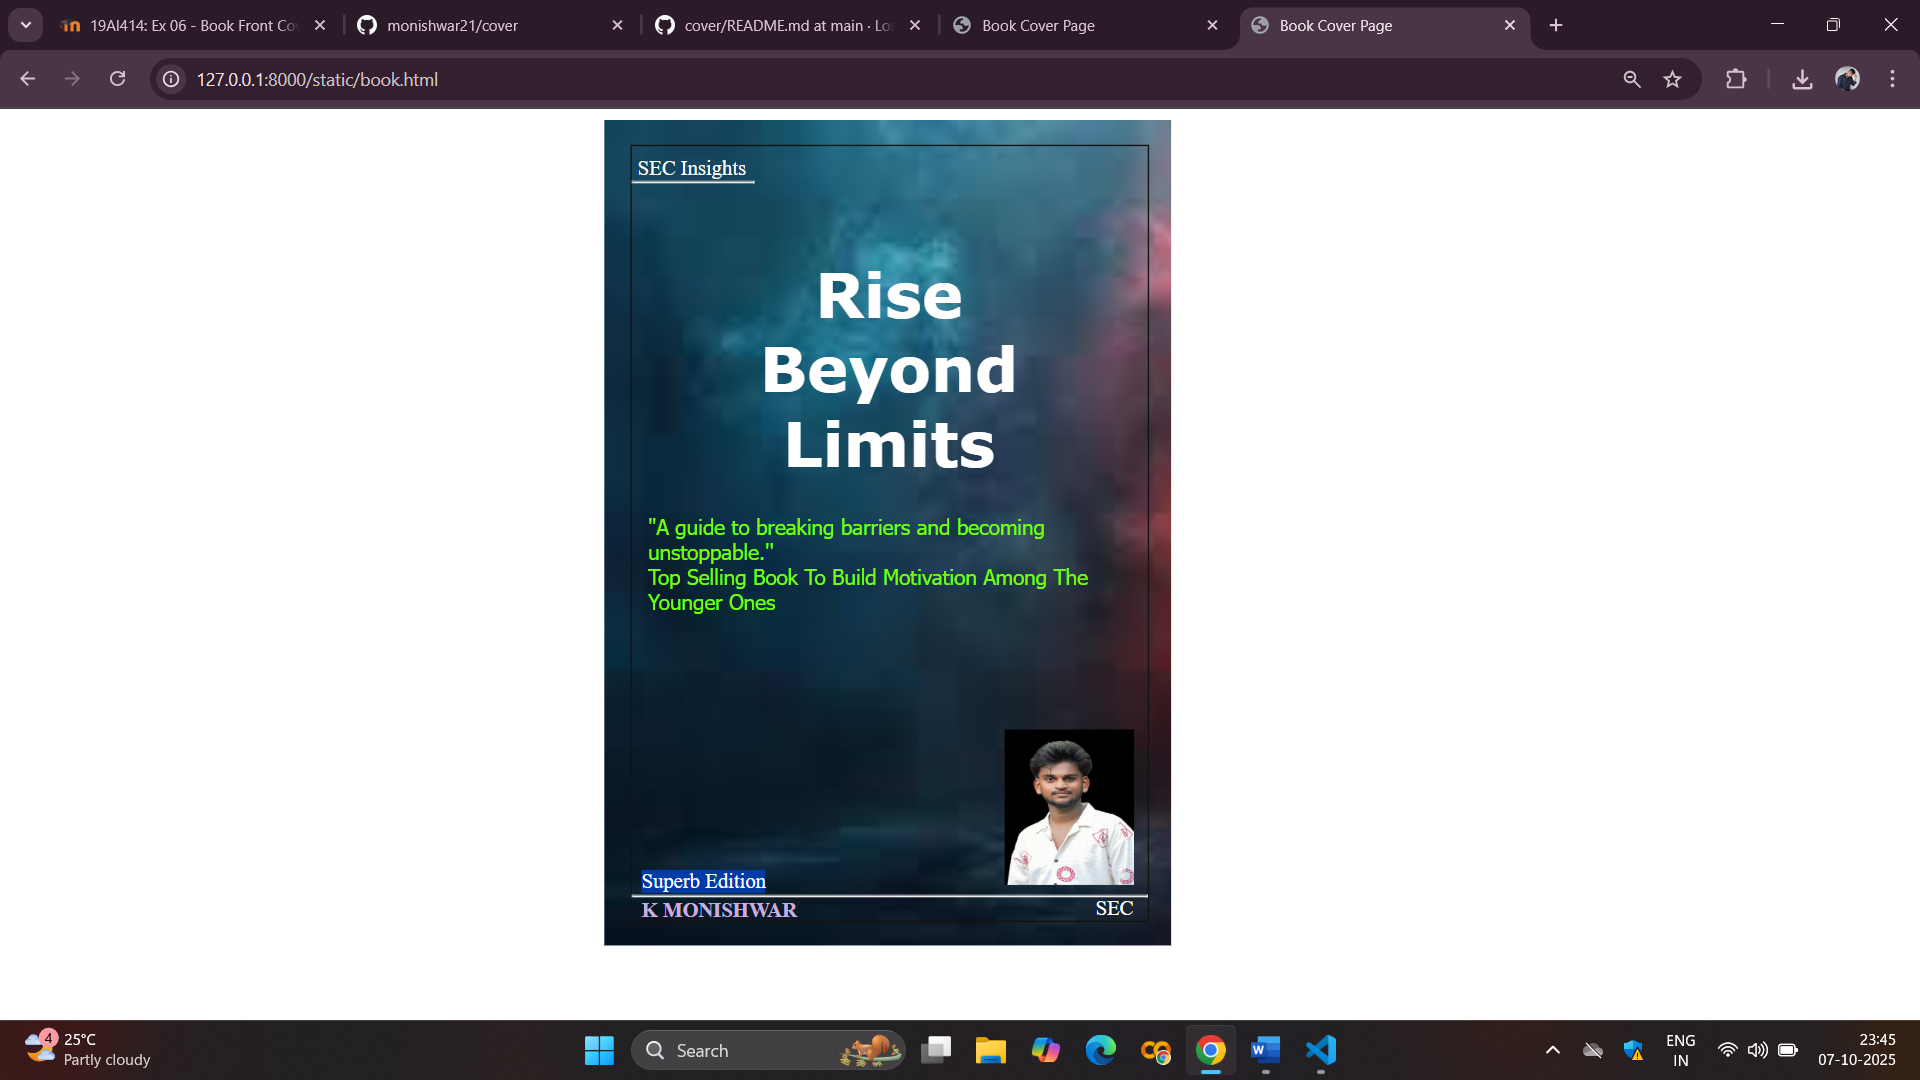 19AI414: Ex 06 - Book Front Co
monishwar21/cover
cover/README.md at main · Los
Book Cover Page
Book Cover Page
127.0.0.1:8000/static/book.html
SEC Insights
Rise
Beyond
Limits
"A guide to breaking barriers and becoming
unstoppable."
Top Selling Book To Build Motivation Among The
Younger Ones
Superb Edition
K MONISHWAR
SEC
4
25°C
Partly cloudy
Search
ENG
IN
23:45
07-10-2025